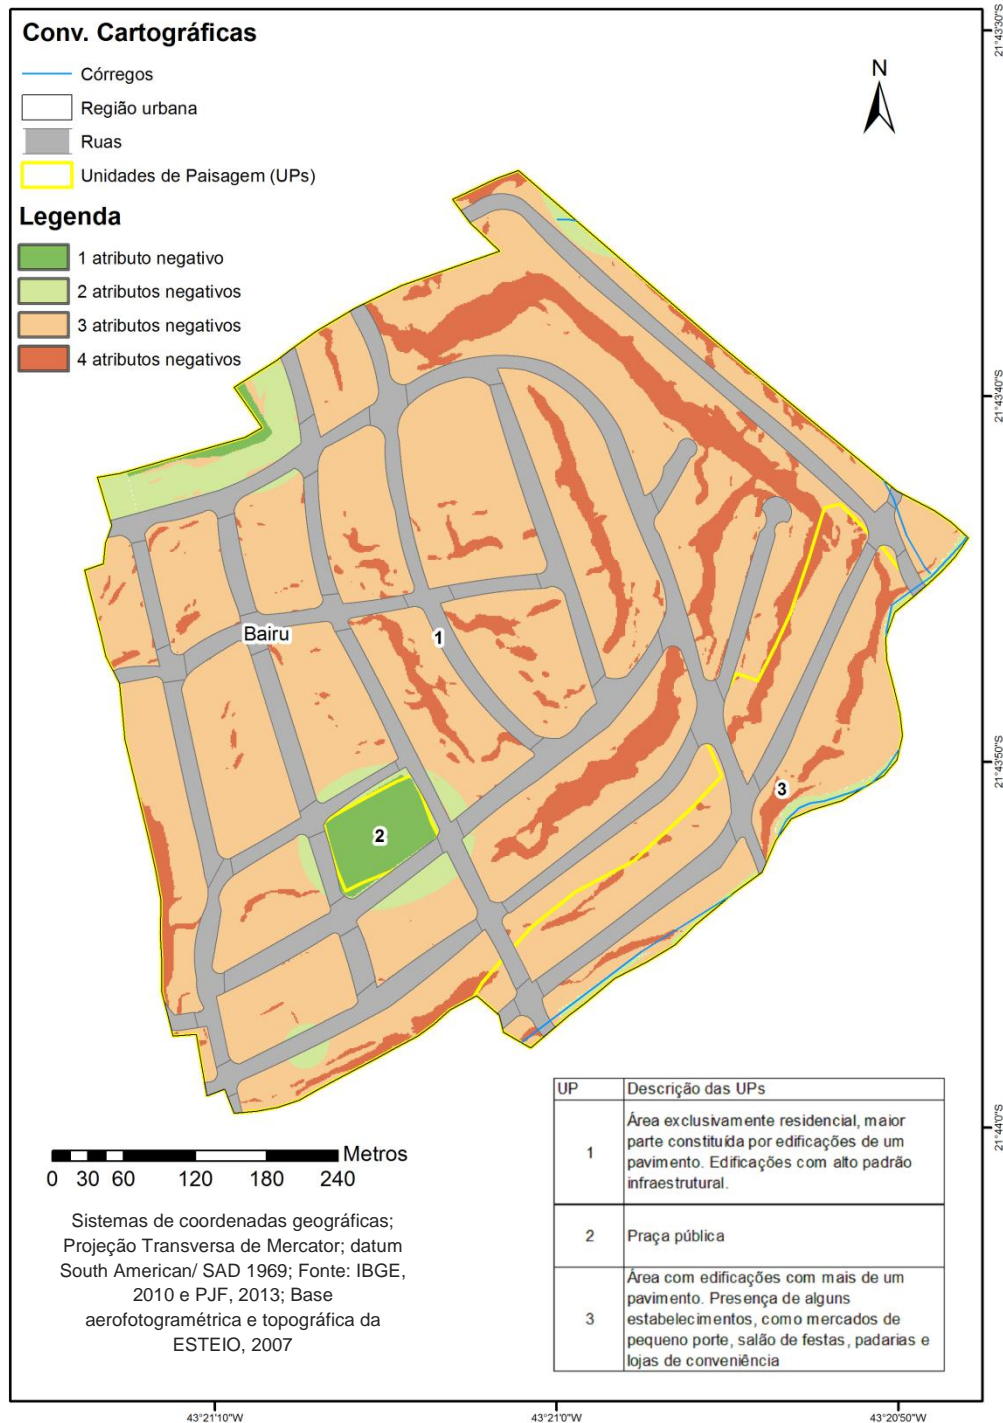 Conv. Cartográficas
Córregos
Região urbana
Ruas
Unidades de Paisagem (UPs)
Legenda
1 atributo negativo
2 atributos negativos
3 atributos negativos
4 atributos negativos
N
21°43'30"S
21°43'40"S
21°43'50"S
21°44'0"S
Bairu
1
2
3
Metros
0 30 60 120 180 240
Sistemas de coordenadas geográficas;
Projeção Transversa de Mercator; datum
South American/ SAD 1969; Fonte: IBGE,
2010 e PJF, 2013; Base
aerofotogramétrica e topográfica da
ESTEIO, 2007
UP Descrição das UPs
1 Área exclusivamente residencial, maior
parte constituída por edificações de um
pavimento. Edificações com alto padrão
infraestrutural.
2 Praça pública
3 Área com edificações com mais de um
pavimento. Presença de alguns
estabelecimentos, como mercados de
pequeno porte, salão de festas, padarias e
lojas de conveniência
43°21'10"W
43°21'0"W
43°20'50"W